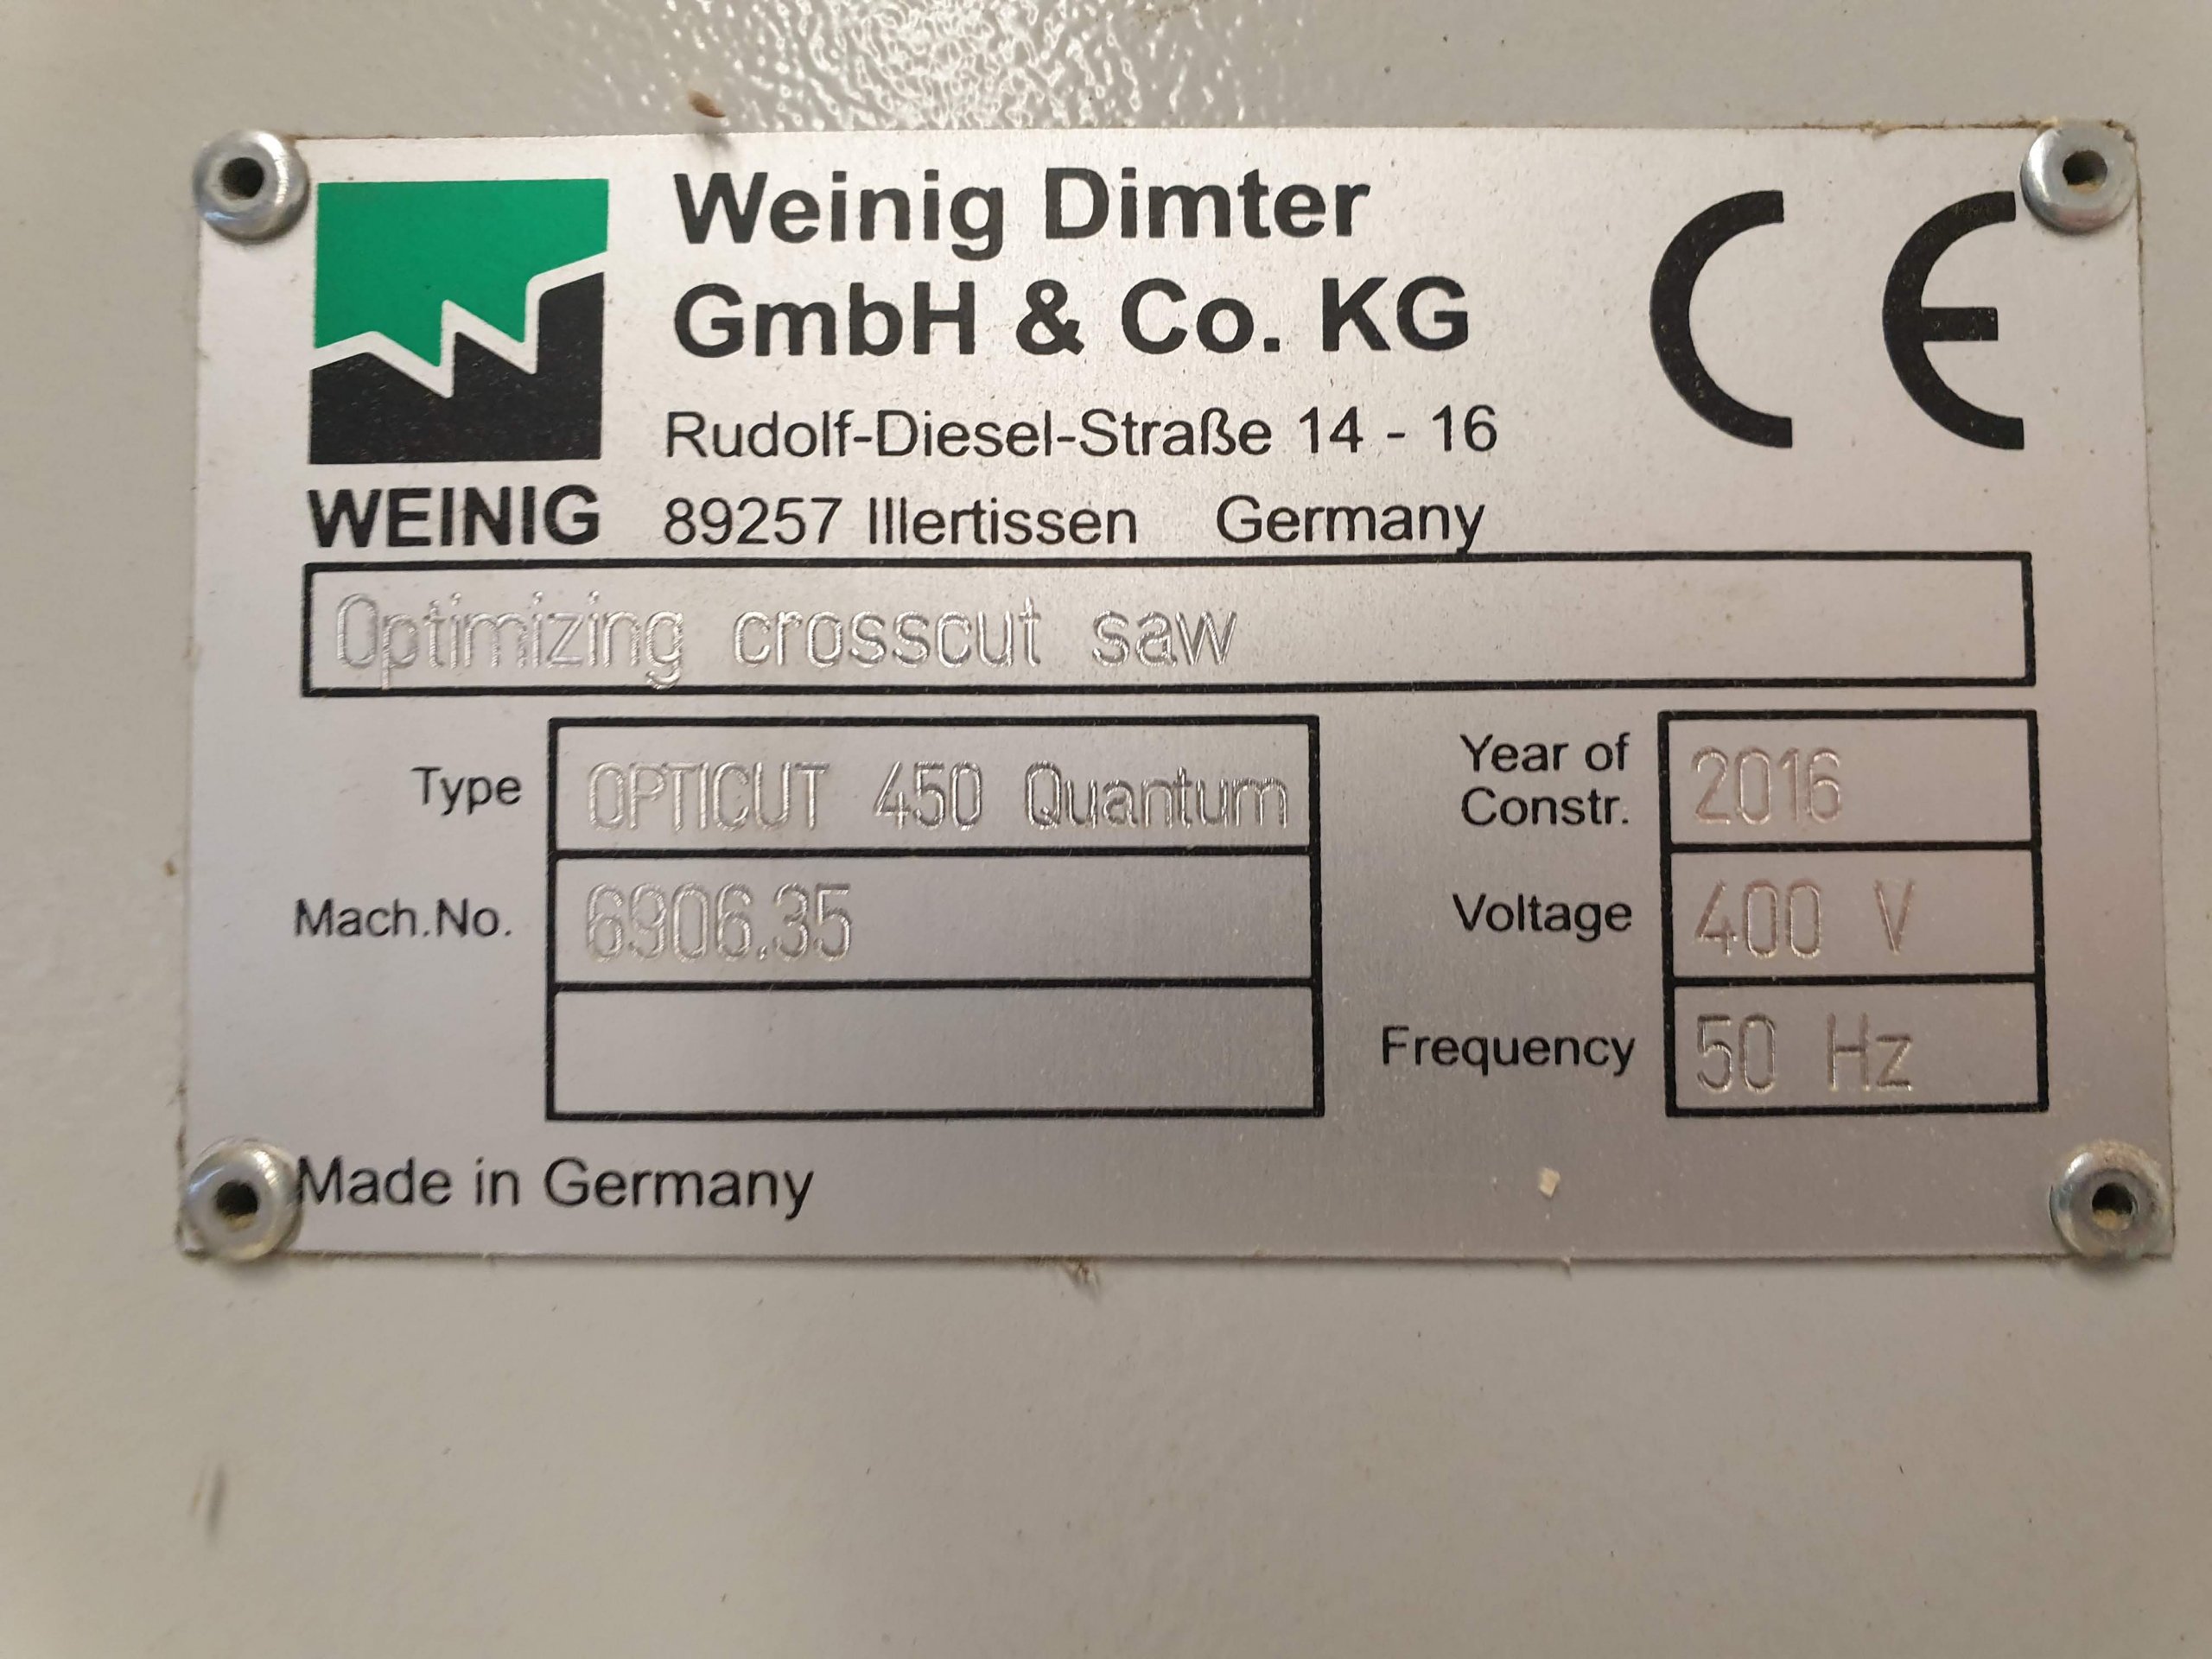 Weinig Dimter
GmbH & Co. KG
CE
Rudolf-Diesel-Straße 14 - 16
WEINIG
89257 Illertissen Germany
Optimizing crosscut saw
Type OPTICUT 450 Quantum
Year of
Constr. 2016
Mach.No. 6906.35
Voltage 400 V
Frequency 50 Hz
Made in Germany